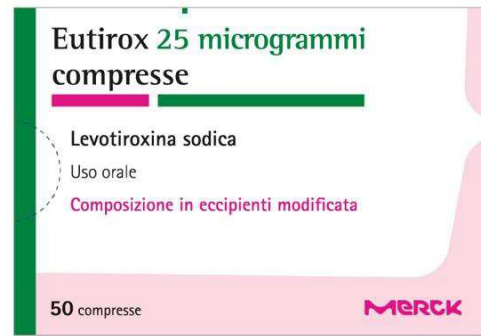 Eutirox 25 microgrammi
compresse
Levotiroxina sodica
Uso orale
Composizione in eccipienti modificata
50 compresse
MERCK